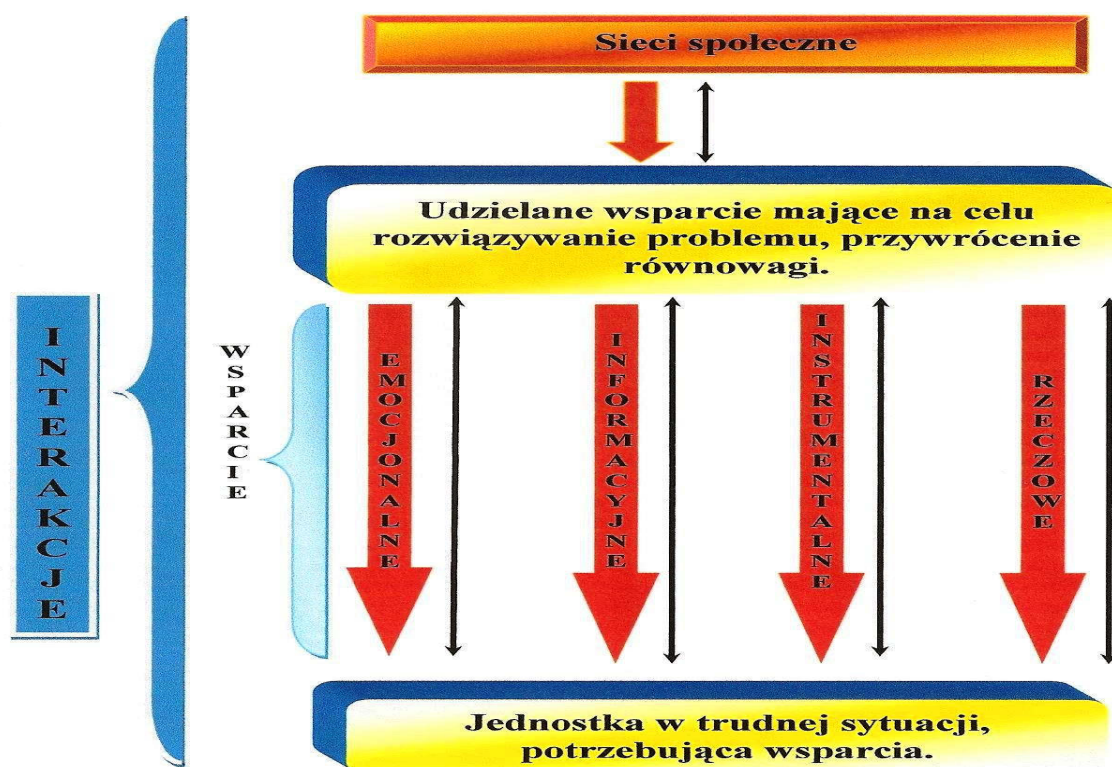 Sieci społeczne
Udzielane wsparcie mające na celu
rozwiązywanie problemu, przywrócenie
równowagi.
INTERAKCJE
WSPARCIE
EMOCJONALNE
INFORMACYJNE
INSTRUMENTALNE
RZECZOWE
Jednostka w trudnej sytuacji,
potrzebująca wsparcia.